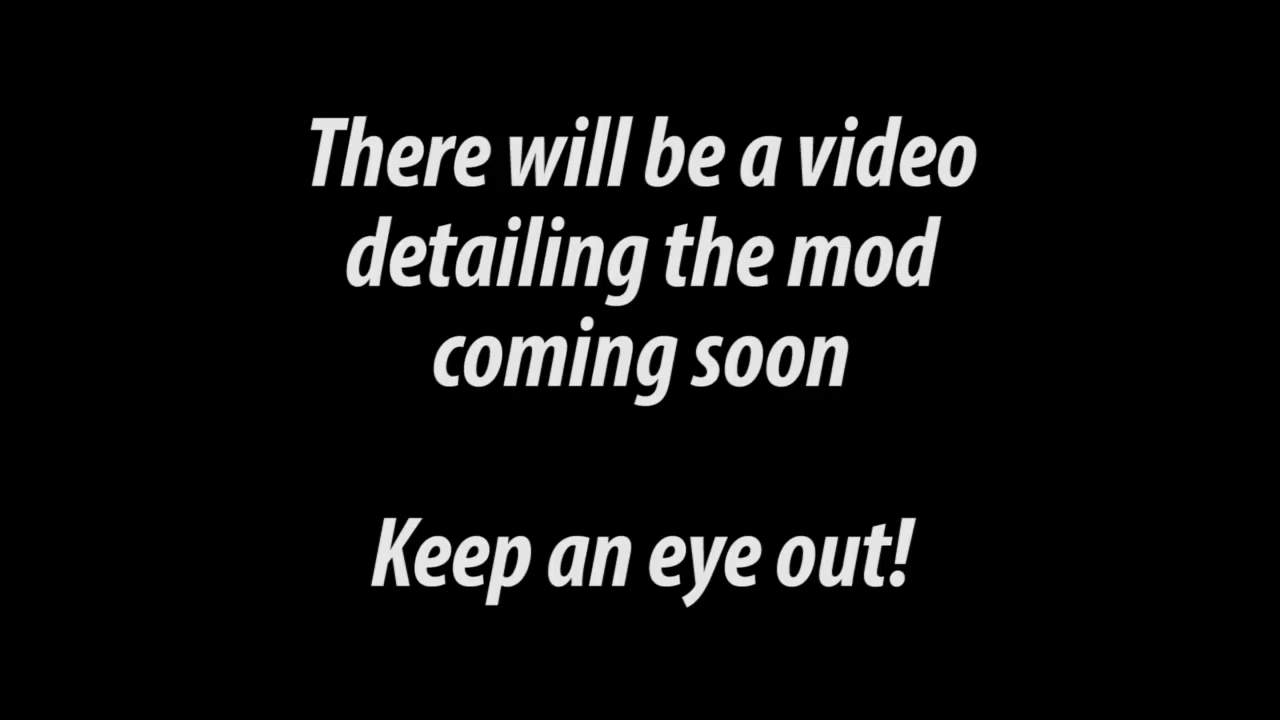 There will be a video
detailing the mod
coming soon
Keep an eye out!